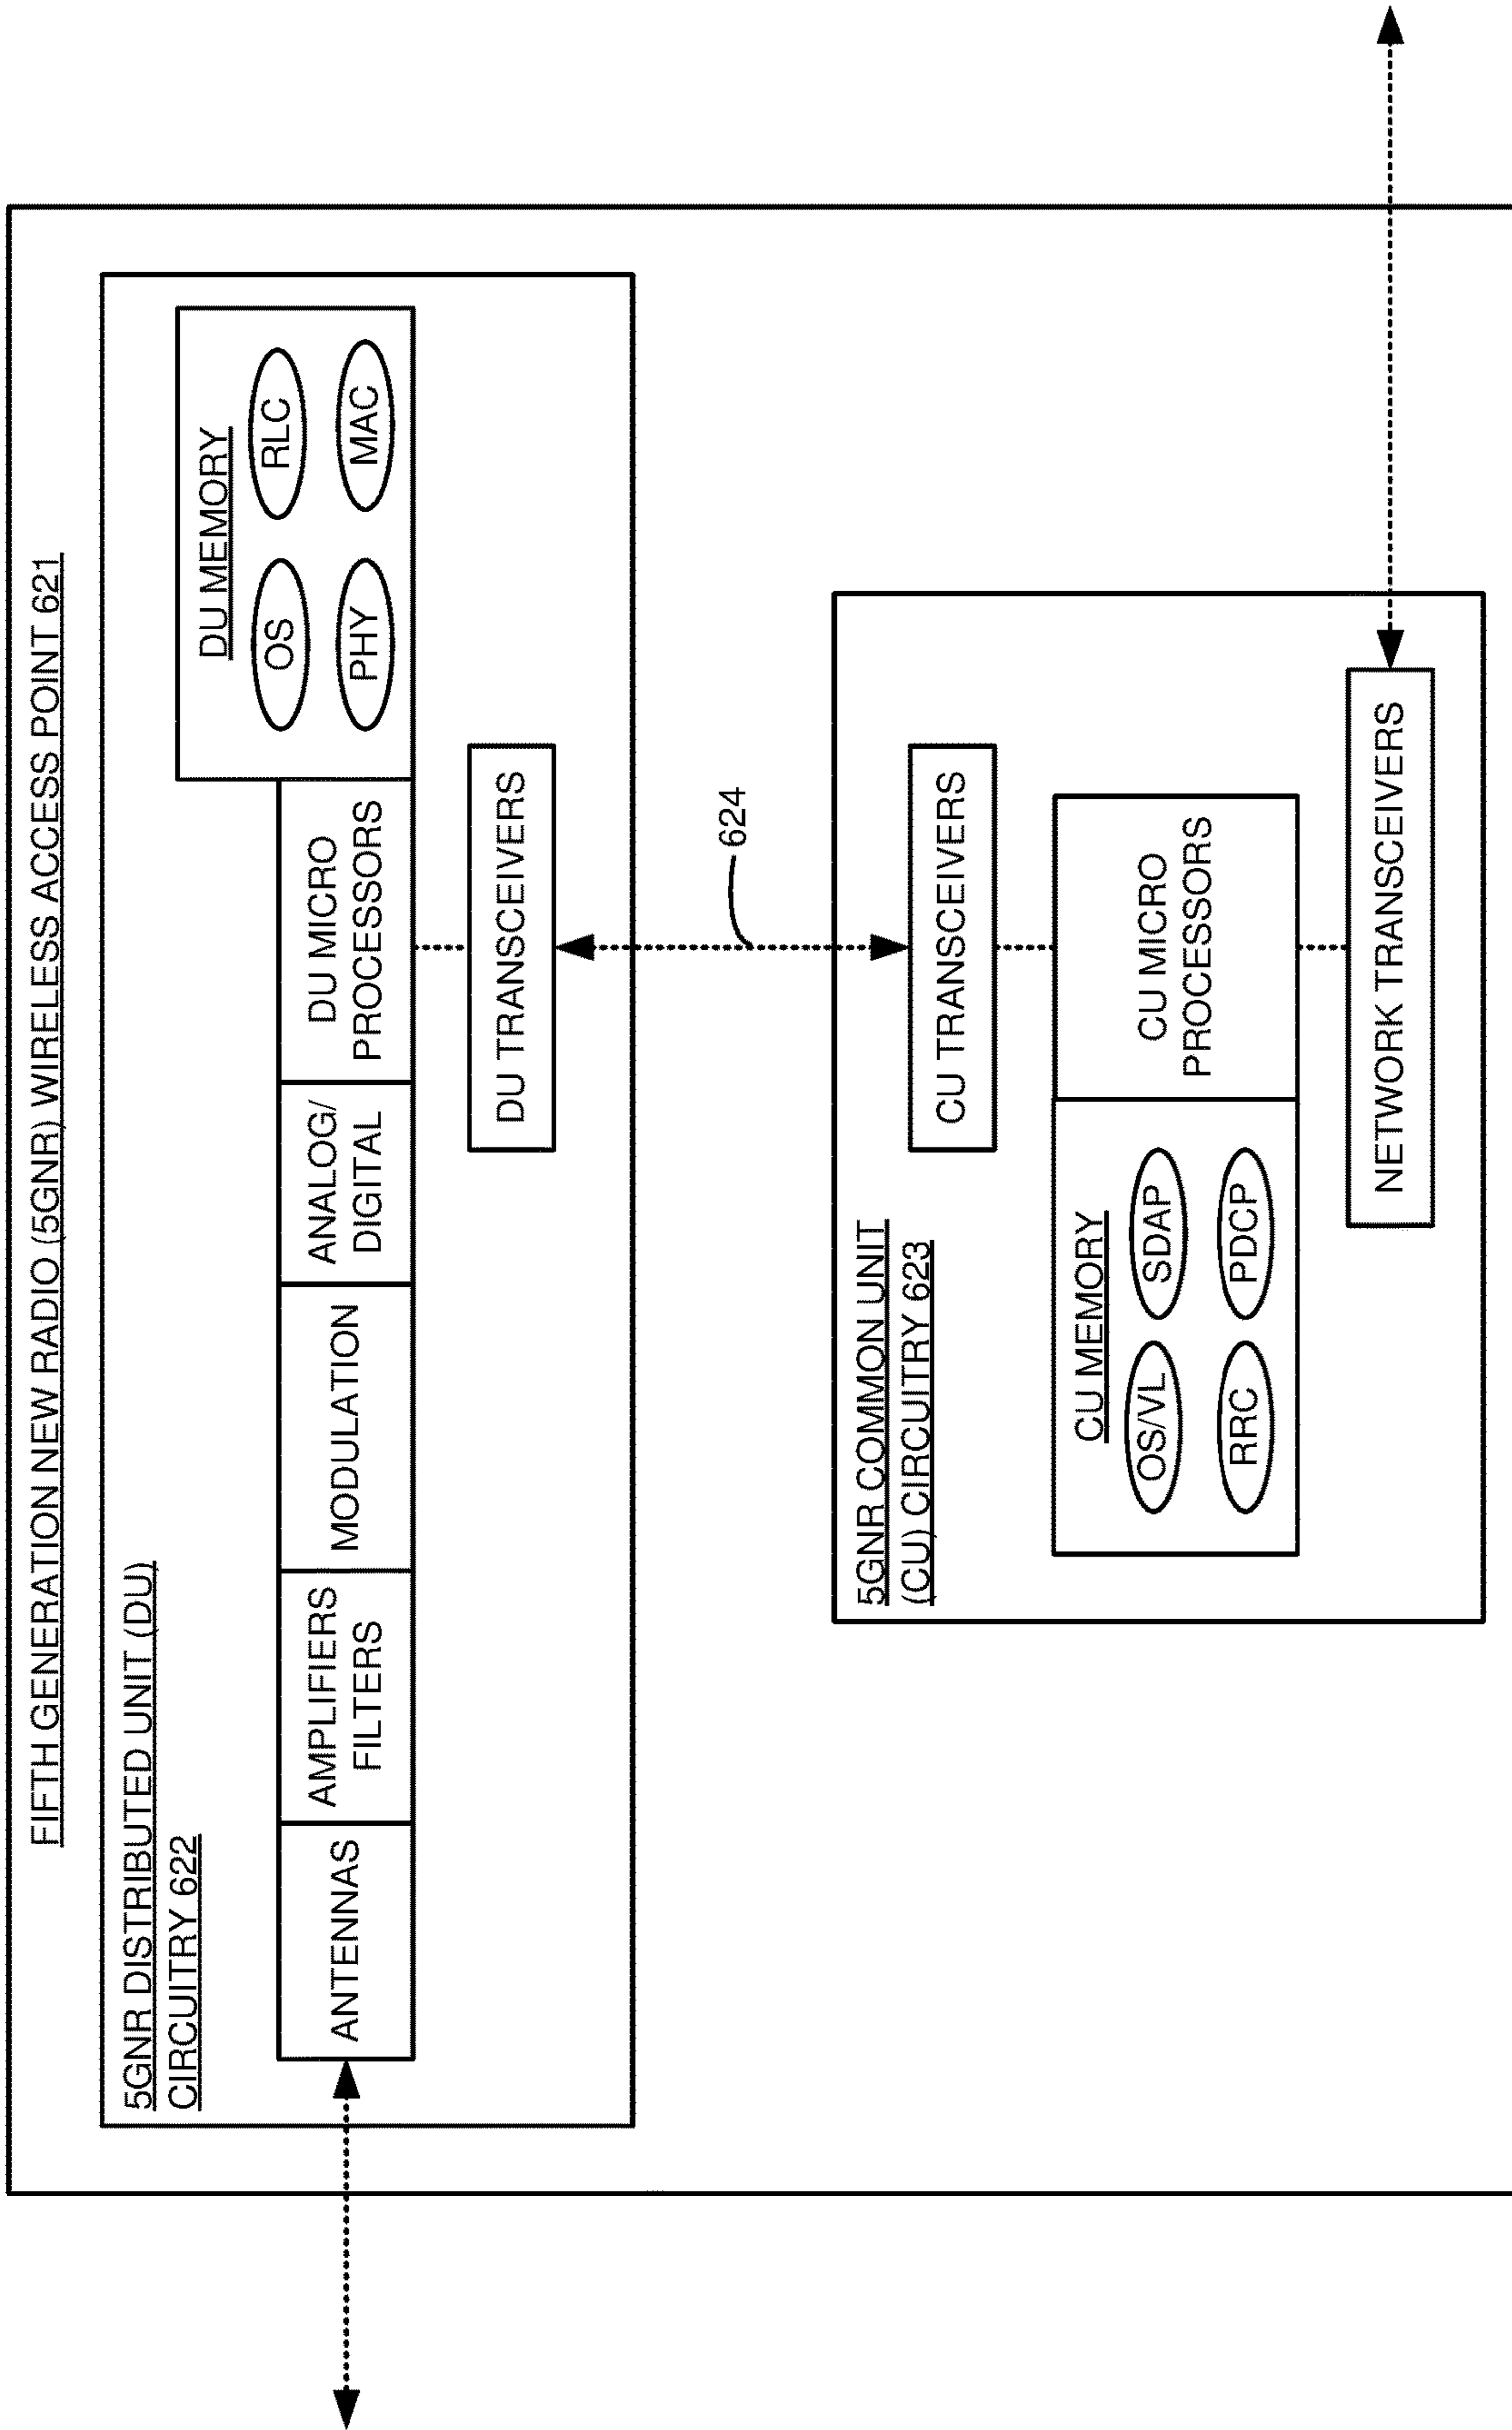 FIFTH GENERATION NEW RADIO (5GNR) WIRELESS ACCESS POINT 621
5GNR DISTRIBUTED UNIT (DU)
CIRCUITRY 622
DU MEMORY
OS
RLC
PHY
MAC
ANTENNAS
AMPLIFIERS
FILTERS
MODULATION
ANALOG/
DIGITAL
DU MICRO
PROCESSORS
DU TRANSCEIVERS
624
5GNR COMMON UNIT
(CU) CIRCUITRY 623
CU TRANSCEIVERS
CU MEMORY
OS/VL
SDAP
RRC
PDCP
CU MICRO
PROCESSORS
NETWORK TRANSCEIVERS